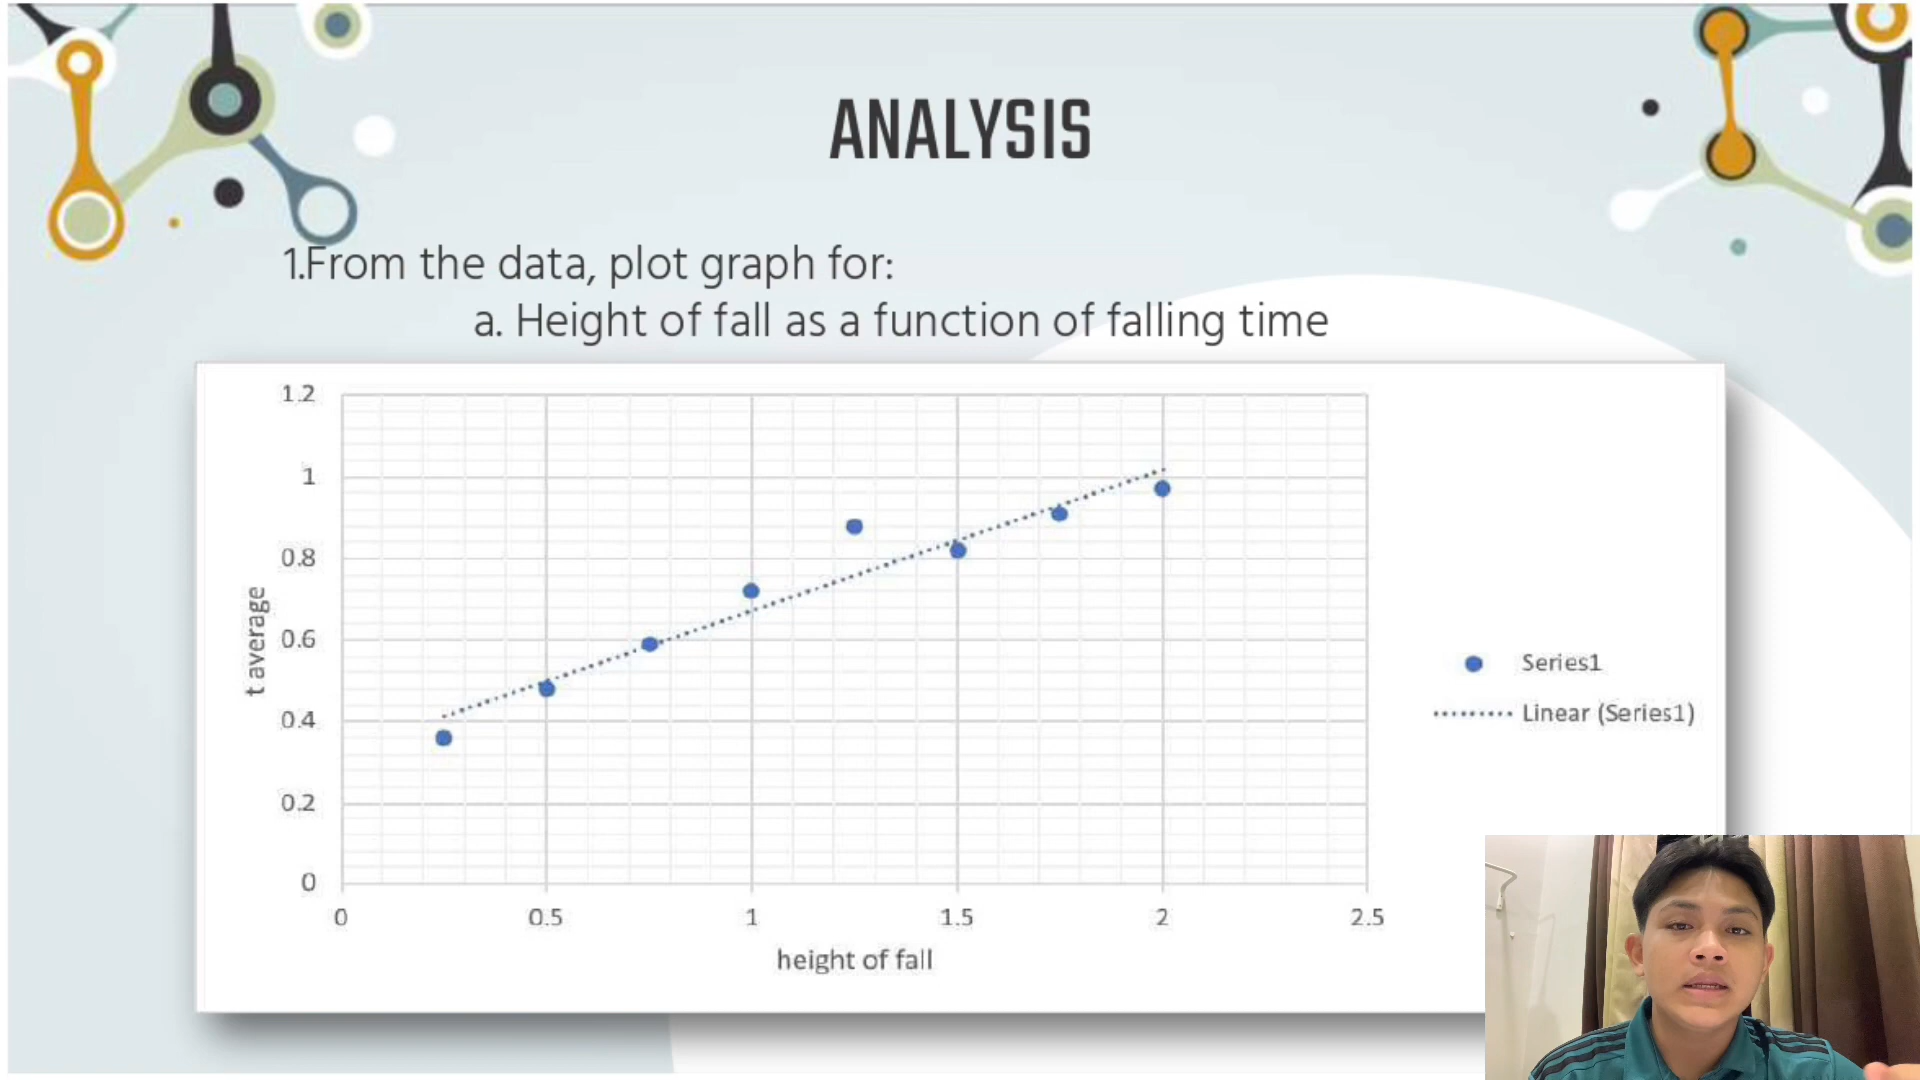 ANALYSIS
1.From the data, plot graph for:
a. Height of fall as a function of falling time
1.2
1
0.8
0.6
0.4
0.2
0
t average
0
0.5
1
1.5
2
2.5
height of fall
Series1
Linear (Series1)